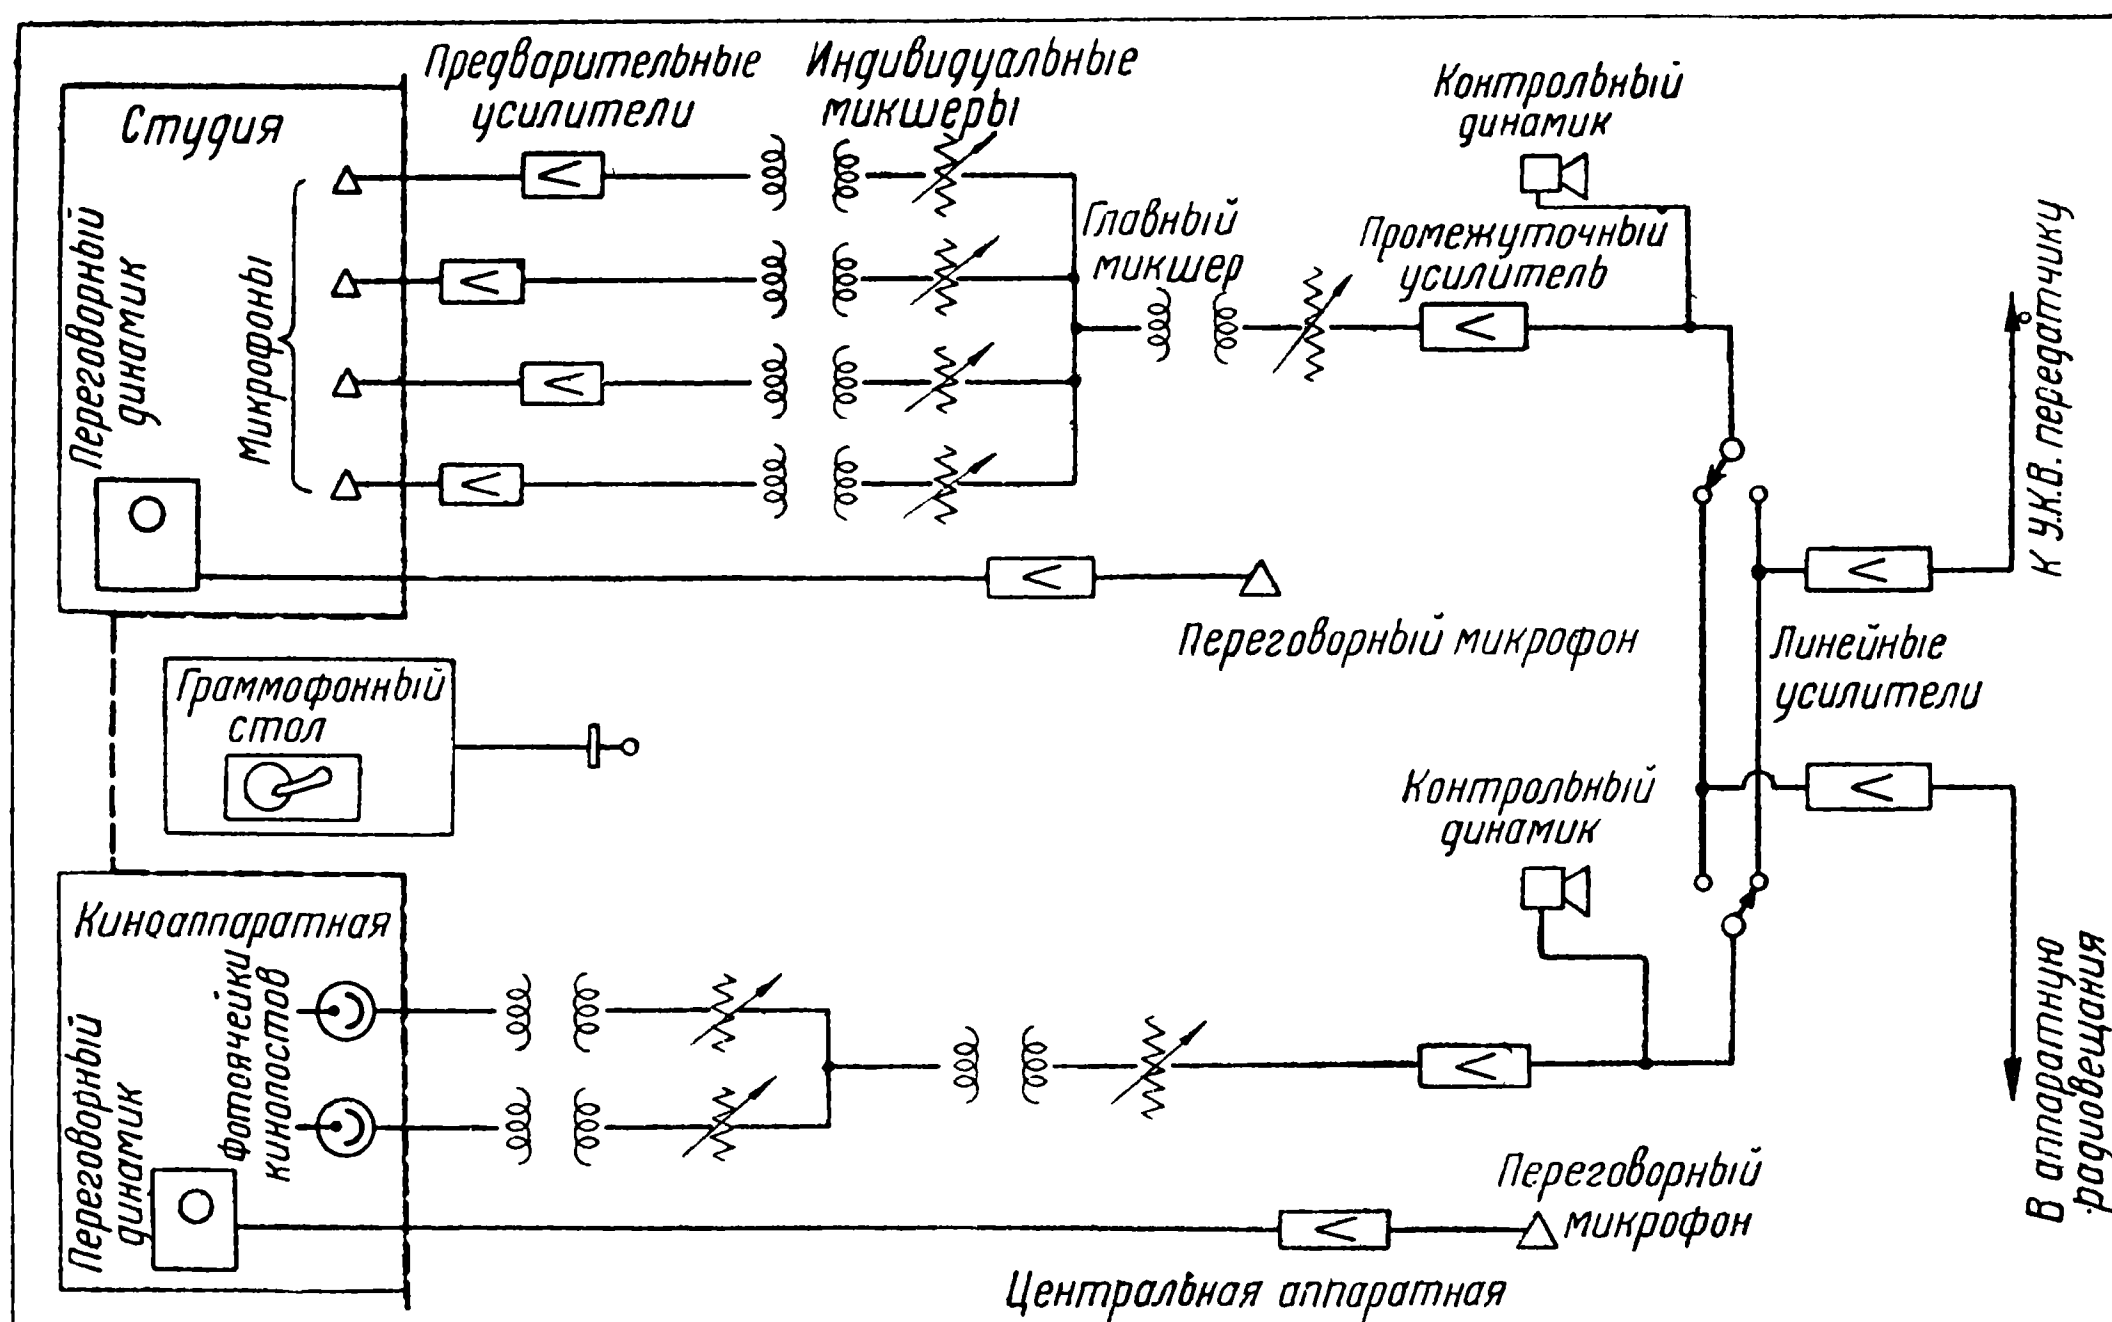 Предварительные
усилители
Индивидуальные
микшеры
Контрольный
динамик
Студия
Переговорный
динамик
Микрофоны
Главный
микшер
Промежуточный
усилитель
К У.К.В. передатчику
Переговорный микрофон
Линейные
усилители
Граммофонный
стол
Контрольный
динамик
Киноаппаратная
Фотоячейки
кинопостов
Переговорный
динамик
В аппаратную
радиовещания
Переговорный
микрофон
Центральная аппаратная